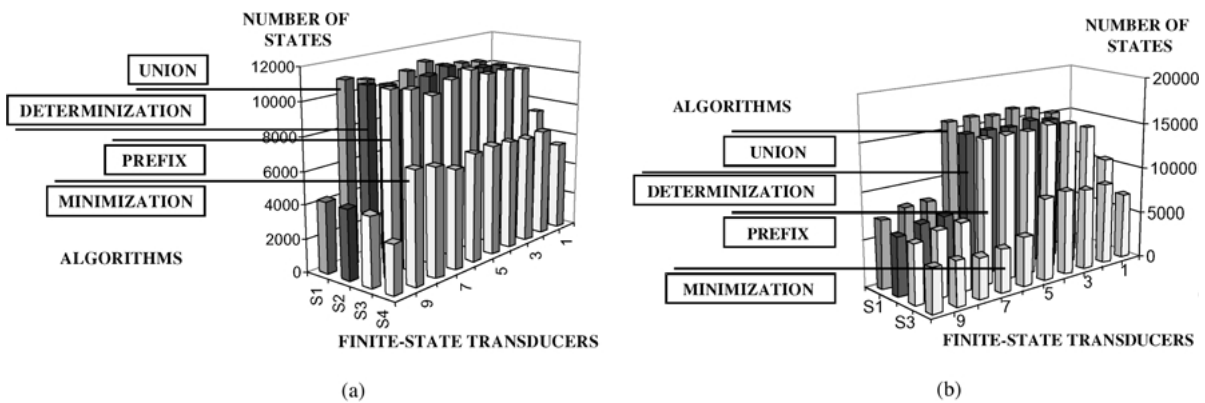 NUMBER OF
STATES
12000
10000
8000
6000
4000
2000
0
UNION
DETERMINIZATION
PREFIX
MINIMIZATION
ALGORITHMS
S1
S2
S3
S4
9
7
5
3
1
FINITE-STATE TRANSDUCERS
(a)
NUMBER OF
STATES
20000
15000
10000
5000
0
ALGORITHMS
UNION
DETERMINIZATION
PREFIX
MINIMIZATION
S1
S3
9
7
5
3
1
FINITE-STATE TRANSDUCERS
(b)